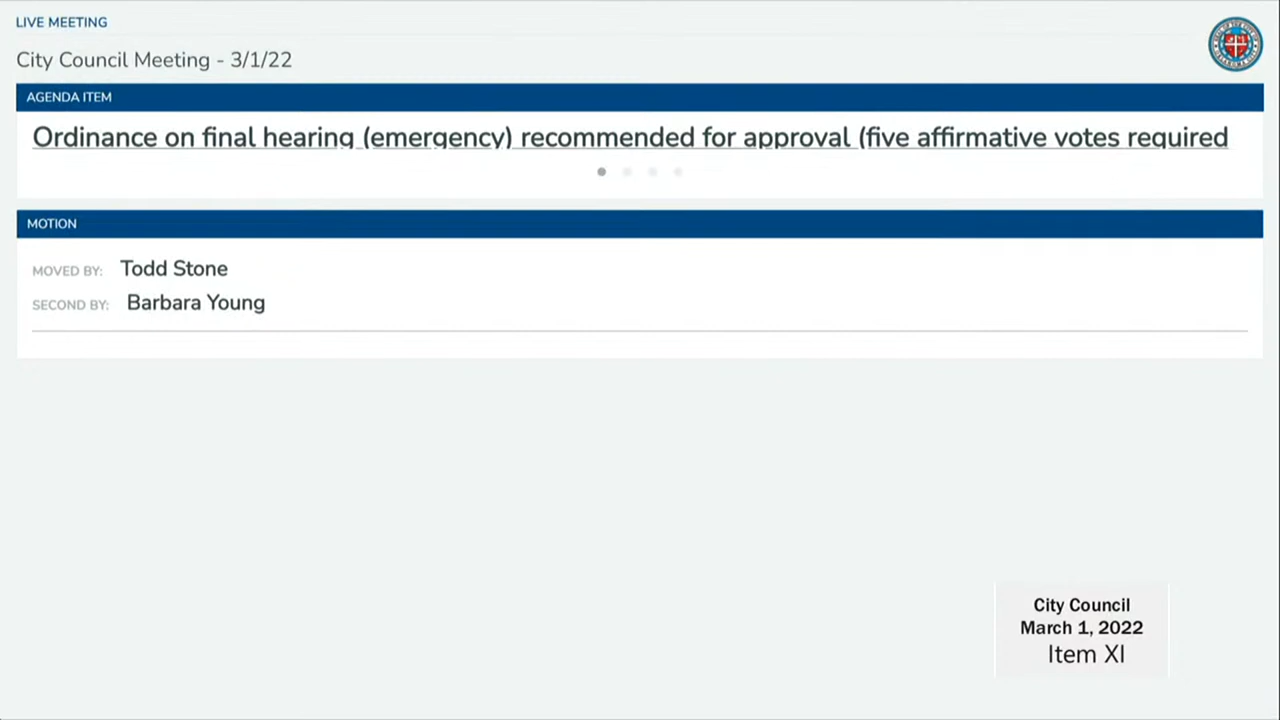 LIVE MEETING
City Council Meeting - 3/1/22
AGENDA ITEM
Ordinance on final hearing (emergency) recommended for approval (five affirmative votes required
MOTION
MOVED BY: Todd Stone
SECOND BY: Barbara Young
City Council
March 1, 2022
Item XI